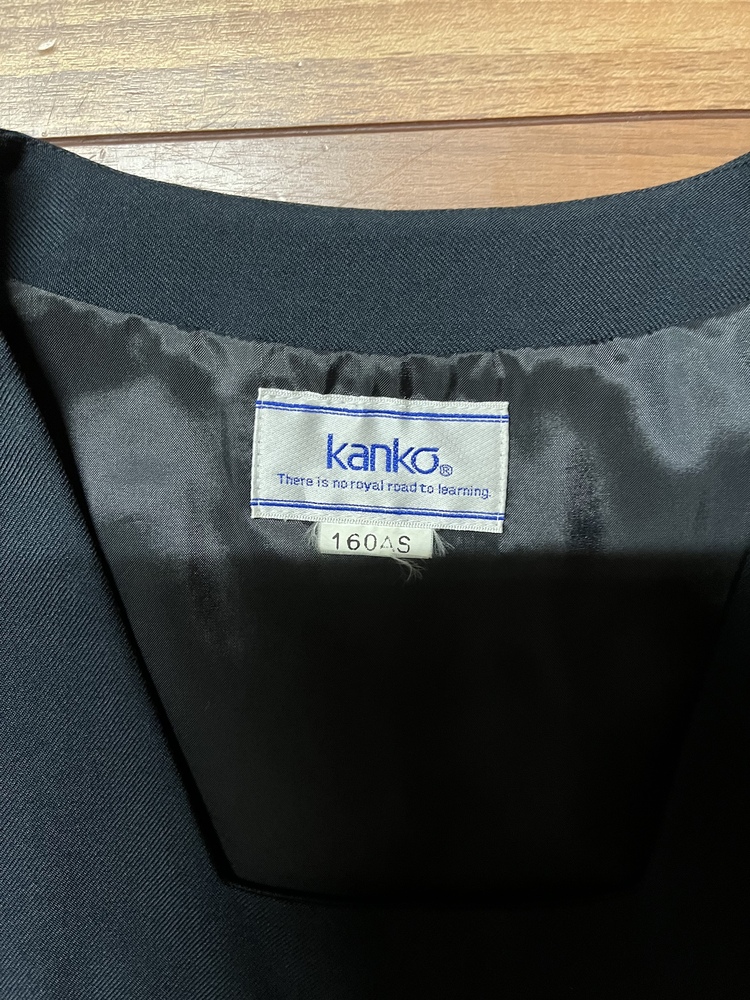 kanko®
There is no royal road to learning.
160AS